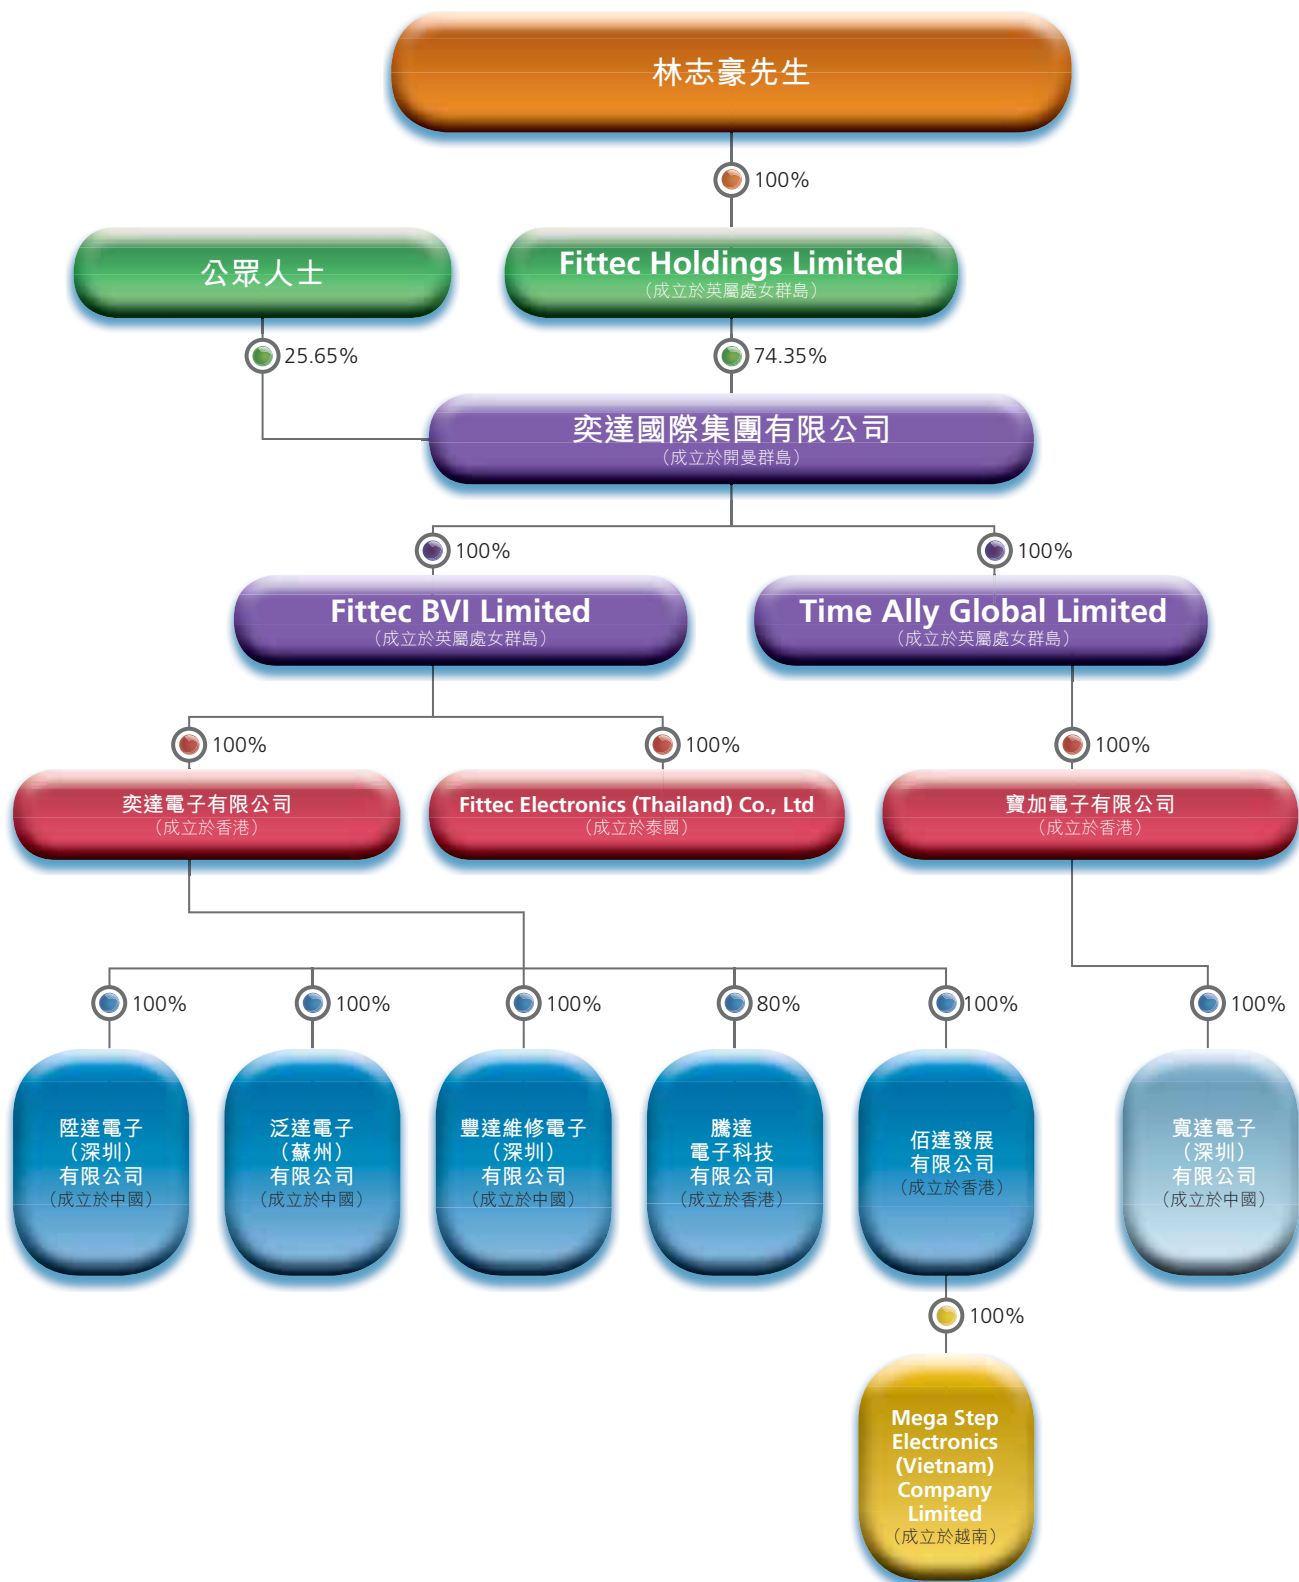 林志豪先生
100%
公眾人士
Fittec Holdings Limited
（成立於英屬處女群島）
25.65%
74.35%
奕達國際集團有限公司
（成立於開曼群島）
100%
100%
Fittec BVI Limited
（成立於英屬處女群島）
Time Ally Global Limited
（成立於英屬處女群島）
100%
100%
100%
奕達電子有限公司
（成立於香港）
Fittec Electronics (Thailand) Co., Ltd
（成立於泰國）
寶加電子有限公司
（成立於香港）
100%
100%
100%
80%
100%
100%
陞達電子
（深圳）
有限公司
（成立於中國）
泛達電子
（蘇州）
有限公司
（成立於中國）
豐達維修電子
（深圳）
有限公司
（成立於中國）
騰達
電子科技
有限公司
（成立於香港）
佰達發展
有限公司
（成立於香港）
寬達電子
（深圳）
有限公司
（成立於中國）
100%
Mega Step
Electronics
(Vietnam)
Company
Limited
（成立於越南）